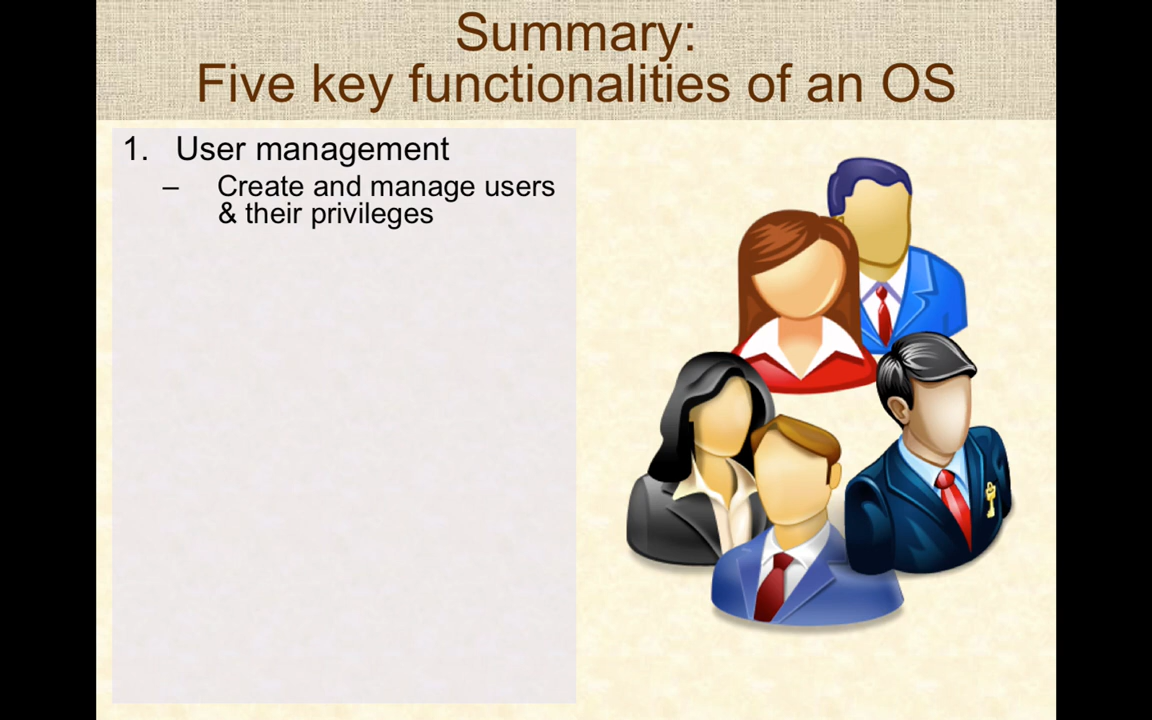 Summary:
Five key functionalities of an OS
1. User management
– Create and manage users
& their privileges